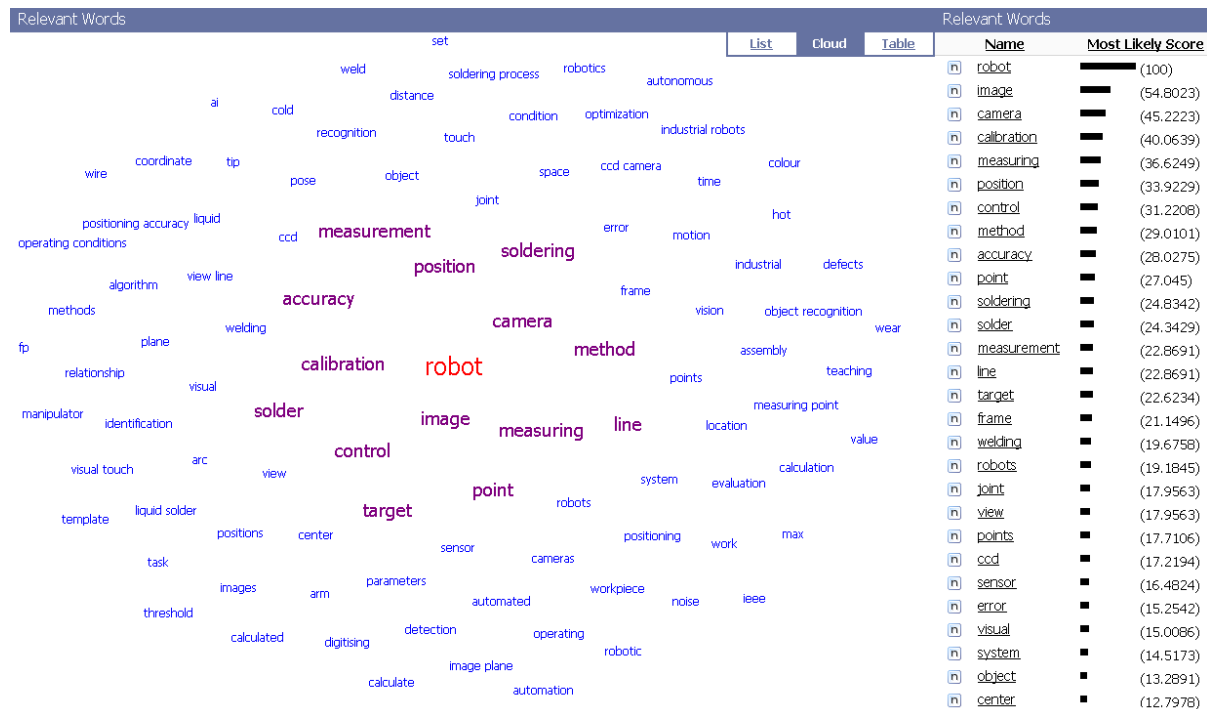 Relevant Words
set
List Cloud Table
weld soldering process robotics autonomous
ai cold distance condition optimization
recognition touch industrial robots
wire coordinate tip pose object space ccd camera time colour
joint
positioning accuracy liquid measurement error hot
operating conditions ccd position soldering motion
algorithm view line industrial defects
methods accuracy frame vision object recognition
fp plane welding camera method assembly wear
relationship visual calibration robot points teaching
manipulator identification solder image measuring line location measuring point
visual touch arc view control system evaluation calculation value
template liquid solder target point robots
positions center positioning work max
task sensor cameras
images arm parameters automated workpiece noise ieee
threshold
calculated digitising detection operating robotic
image plane
calculate automation
Relevant Words
Name Most Likely Score
n robot (100)
n image (54.8023)
n camera (45.2223)
n calibration (40.0639)
n measuring (36.6249)
n position (33.9229)
n control (31.2208)
n method (29.0101)
n accuracy (28.0275)
n point (27.045)
n soldering (24.8342)
n solder (24.3429)
n measurement (22.8691)
n line (22.8691)
n target (22.6234)
n frame (21.1496)
n welding (19.6758)
n robots (19.1845)
n joint (17.9563)
n view (17.9563)
n points (17.7106)
n ccd (17.2194)
n sensor (16.4824)
n error (15.2542)
n visual (15.0086)
n system (14.5173)
n object (13.2891)
n center (12.7978)